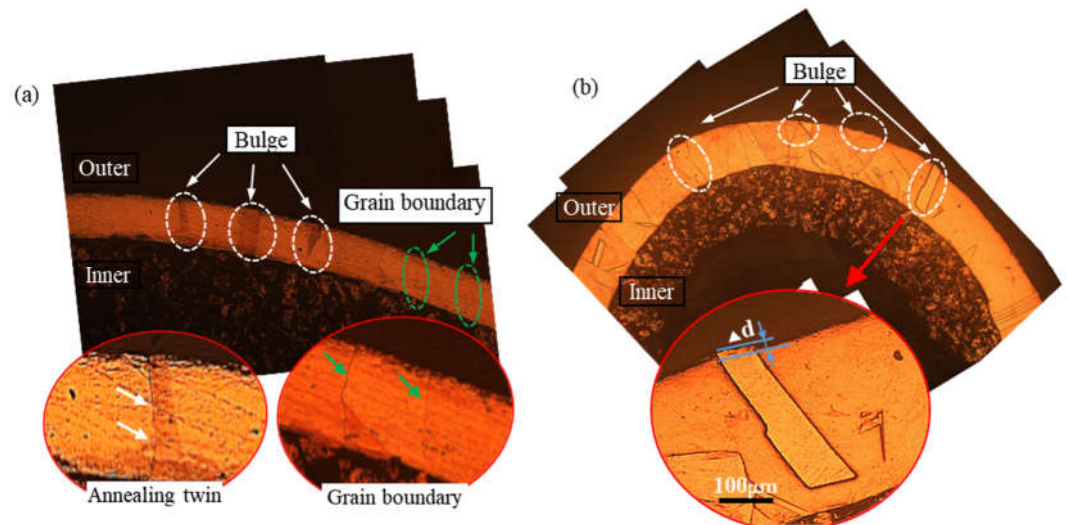 (a)
Bulge
Outer
Grain boundary
Inner
Annealing twin
Grain boundary
(b)
Bulge
Outer
Inner
▲d
100μm